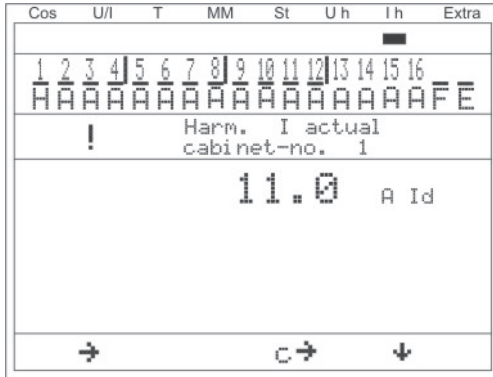 Cos U/I T MM St U h I h Extra
1 2 3 4 5 6 7 8 9 10 11 12 13 14 15 16
H A A A A A A A A A A A A A A A F E
! Harm. I actual
cabinet-no. 1
11.0 A Id
→ C→ ↓